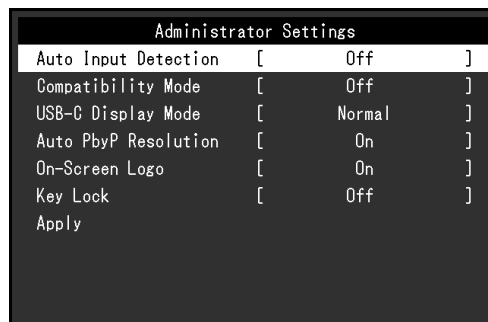 Administrator Settings
Auto Input Detection [ Off ]
Compatibility Mode [ Off ]
USB-C Display Mode [ Normal ]
Auto PbyP Resolution [ On ]
On-Screen Logo [ On ]
Key Lock [ Off ]
Apply